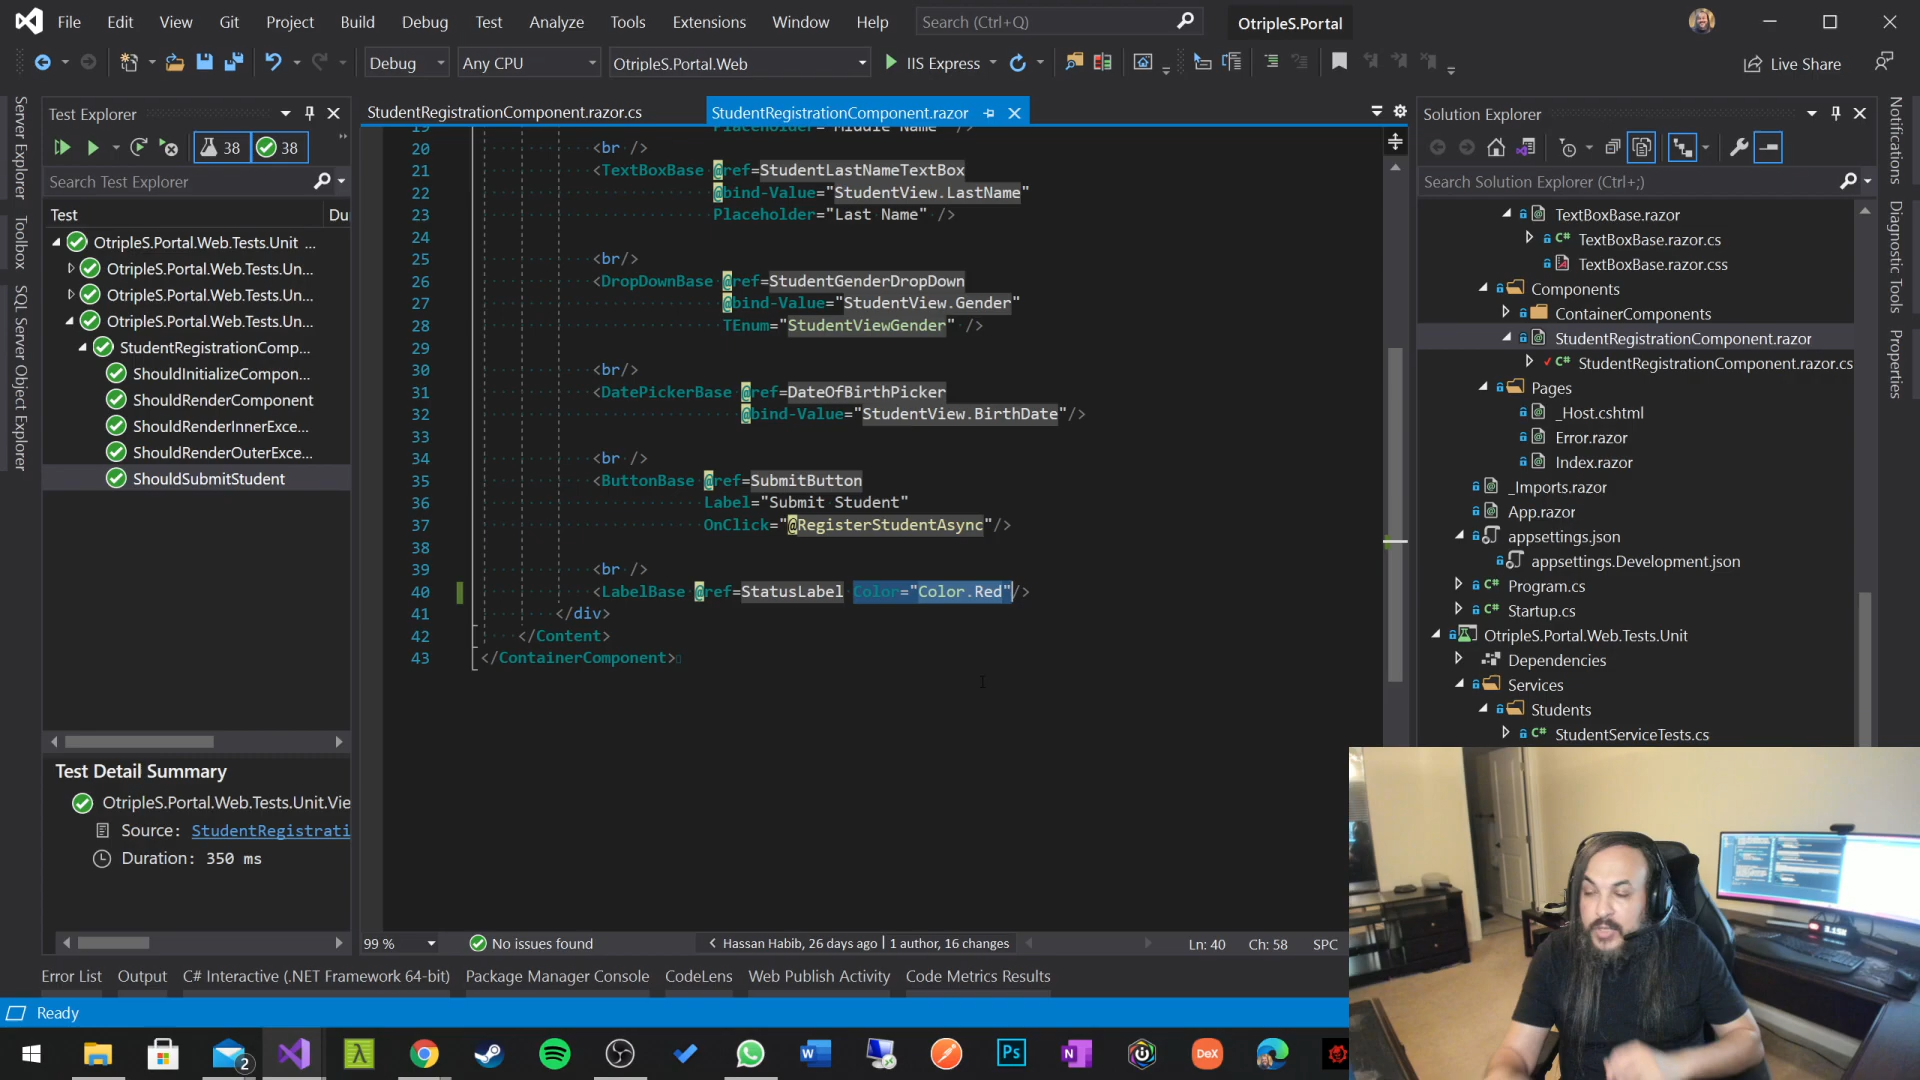 File Edit View Git Project Build Debug Test Analyze Tools Extensions Window Help Search (Ctrl+Q) OtripleS.Portal
Debug Any CPU OtripleS.Portal.Web IIS Express Live Share
Server Explorer
Toolbox
SQL Server Object Explorer
Test Explorer
38 38
Search Test Explorer
Test Du
OtripleS.Portal.Web.Tests.Unit ...
OtripleS.Portal.Web.Tests.Un...
OtripleS.Portal.Web.Tests.Un...
OtripleS.Portal.Web.Tests.Un...
StudentRegistrationComp...
ShouldInitializeCompon...
ShouldRenderComponent
ShouldRenderInnerExce...
ShouldRenderOuterExce...
ShouldSubmitStudent
Test Detail Summary
OtripleS.Portal.Web.Tests.Unit.Vie
Source: StudentRegistrati
Duration: 350 ms
StudentRegistrationComponent.razor.cs StudentRegistrationComponent.razor
19 Placeholder="Middle Name" />
20 <br />
21 <TextBoxBase @ref=StudentLastNameTextBox
22 @bind-Value="StudentView.LastName"
23 Placeholder="Last Name" />
24
25 <br/>
26 <DropDownBase @ref=StudentGenderDropDown
27 @bind-Value="StudentView.Gender"
28 TEnum="StudentViewGender" />
29
30 <br/>
31 <DatePickerBase @ref=DateOfBirthPicker
32 @bind-Value="StudentView.BirthDate"/>
33
34 <br />
35 <ButtonBase @ref=SubmitButton
36 Label="Submit Student"
37 OnClick="@RegisterStudentAsync"/>
38
39 <br />
40 <LabelBase @ref=StatusLabel Color="Color.Red"/>
41 </div>
42 </Content>
43 </ContainerComponent>
99 % No issues found Hassan Habib, 26 days ago | 1 author, 16 changes Ln: 40 Ch: 58 SPC
Solution Explorer
Search Solution Explorer (Ctrl+;)
TextBoxBase.razor
TextBoxBase.razor.cs
TextBoxBase.razor.css
Components
ContainerComponents
StudentRegistrationComponent.razor
StudentRegistrationComponent.razor.cs
Pages
_Host.cshtml
Error.razor
Index.razor
_Imports.razor
App.razor
appsettings.json
appsettings.Development.json
Program.cs
Startup.cs
OtripleS.Portal.Web.Tests.Unit
Dependencies
Services
Students
StudentServiceTests.cs
Notifications
Diagnostic Tools
Properties
Error List Output C# Interactive (.NET Framework 64-bit) Package Manager Console CodeLens Web Publish Activity Code Metrics Results
Ready
2
W
Ps
N
DeX